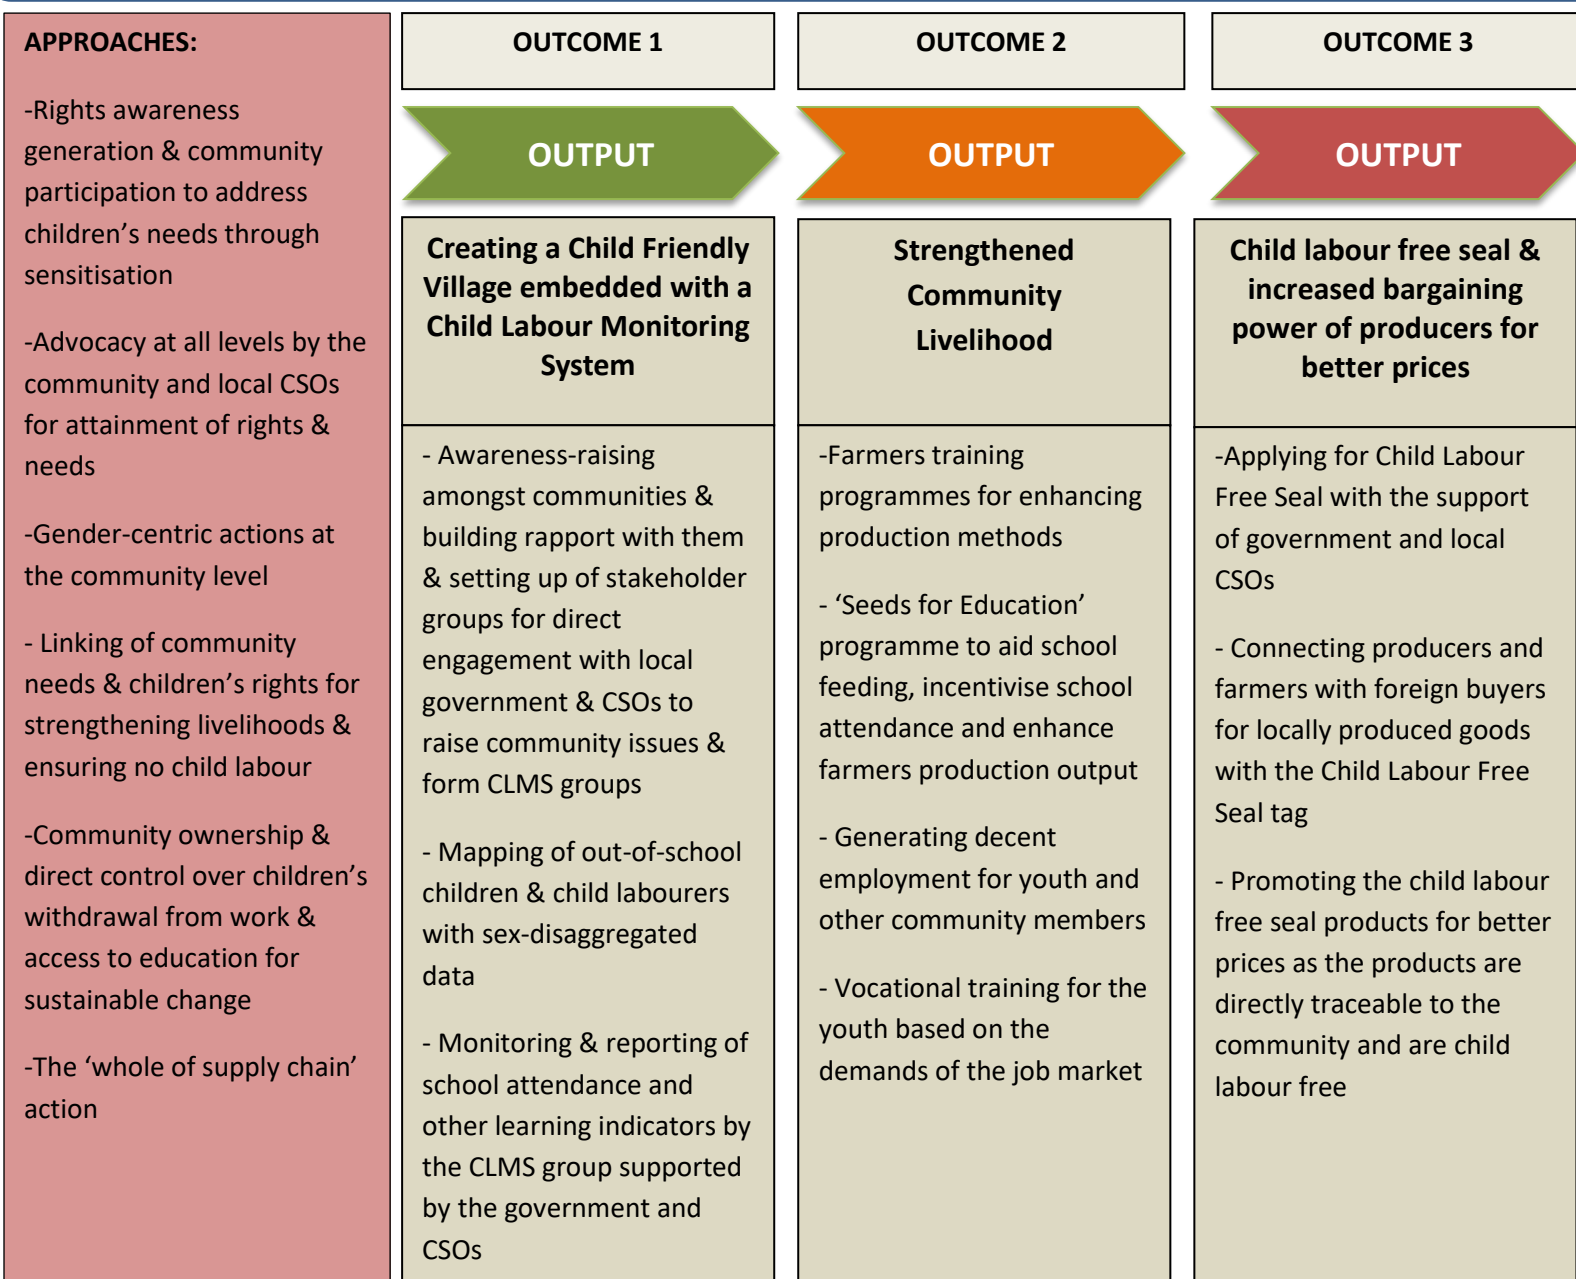 APPROACHES:
-Rights awareness
generation & community
participation to address
children’s needs through
sensitisation
-Advocacy at all levels by the
community and local CSOs
for attainment of rights &
needs
-Gender-centric actions at
the community level
- Linking of community
needs & children’s rights for
strengthening livelihoods &
ensuring no child labour
-Community ownership &
direct control over children’s
withdrawal from work &
access to education for
sustainable change
-The ‘whole of supply chain’
action
OUTCOME 1
OUTPUT
Creating a Child Friendly
Village embedded with a
Child Labour Monitoring
System
- Awareness-raising
amongst communities &
building rapport with them
& setting up of stakeholder
groups for direct
engagement with local
government & CSOs to
raise community issues &
form CLMS groups
- Mapping of out-of-school
children & child labourers
with sex-disaggregated
data
- Monitoring & reporting of
school attendance and
other learning indicators by
the CLMS group supported
by the government and
CSOs
OUTCOME 2
OUTPUT
Strengthened
Community
Livelihood
-Farmers training
programmes for enhancing
production methods
- ‘Seeds for Education’
programme to aid school
feeding, incentivise school
attendance and enhance
farmers production output
- Generating decent
employment for youth and
other community members
- Vocational training for the
youth based on the
demands of the job market
OUTCOME 3
OUTPUT
Child labour free seal &
increased bargaining
power of producers for
better prices
-Applying for Child Labour
Free Seal with the support
of government and local
CSOs
- Connecting producers and
farmers with foreign buyers
for locally produced goods
with the Child Labour Free
Seal tag
- Promoting the child labour
free seal products for better
prices as the products are
directly traceable to the
community and are child
labour free